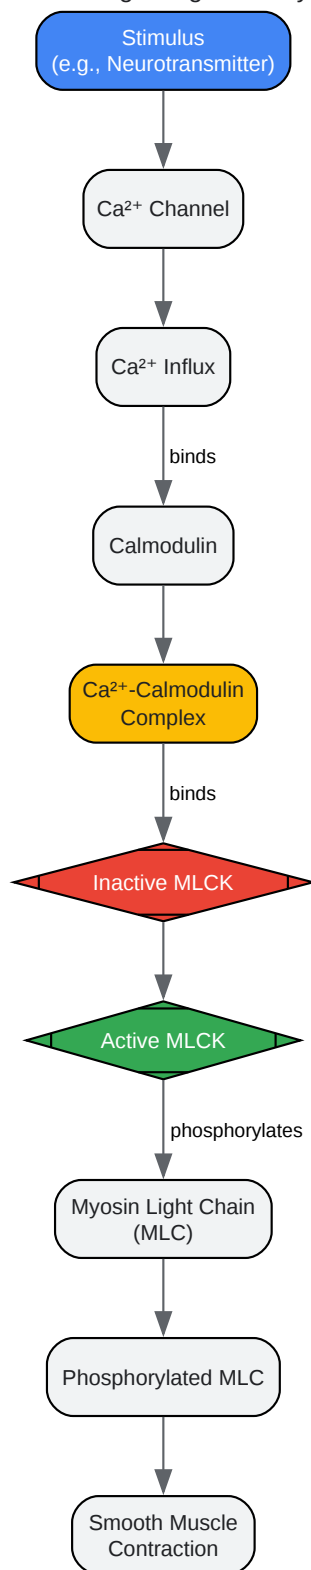 Stimulus
(e.g., Neurotransmitter)
Ca²⁺ Channel
Ca²⁺ Influx
binds
Calmodulin
Ca²⁺-Calmodulin
Complex
binds
Inactive MLCK
Active MLCK
phosphorylates
Myosin Light Chain
(MLC)
Phosphorylated MLC
Smooth Muscle
Contraction